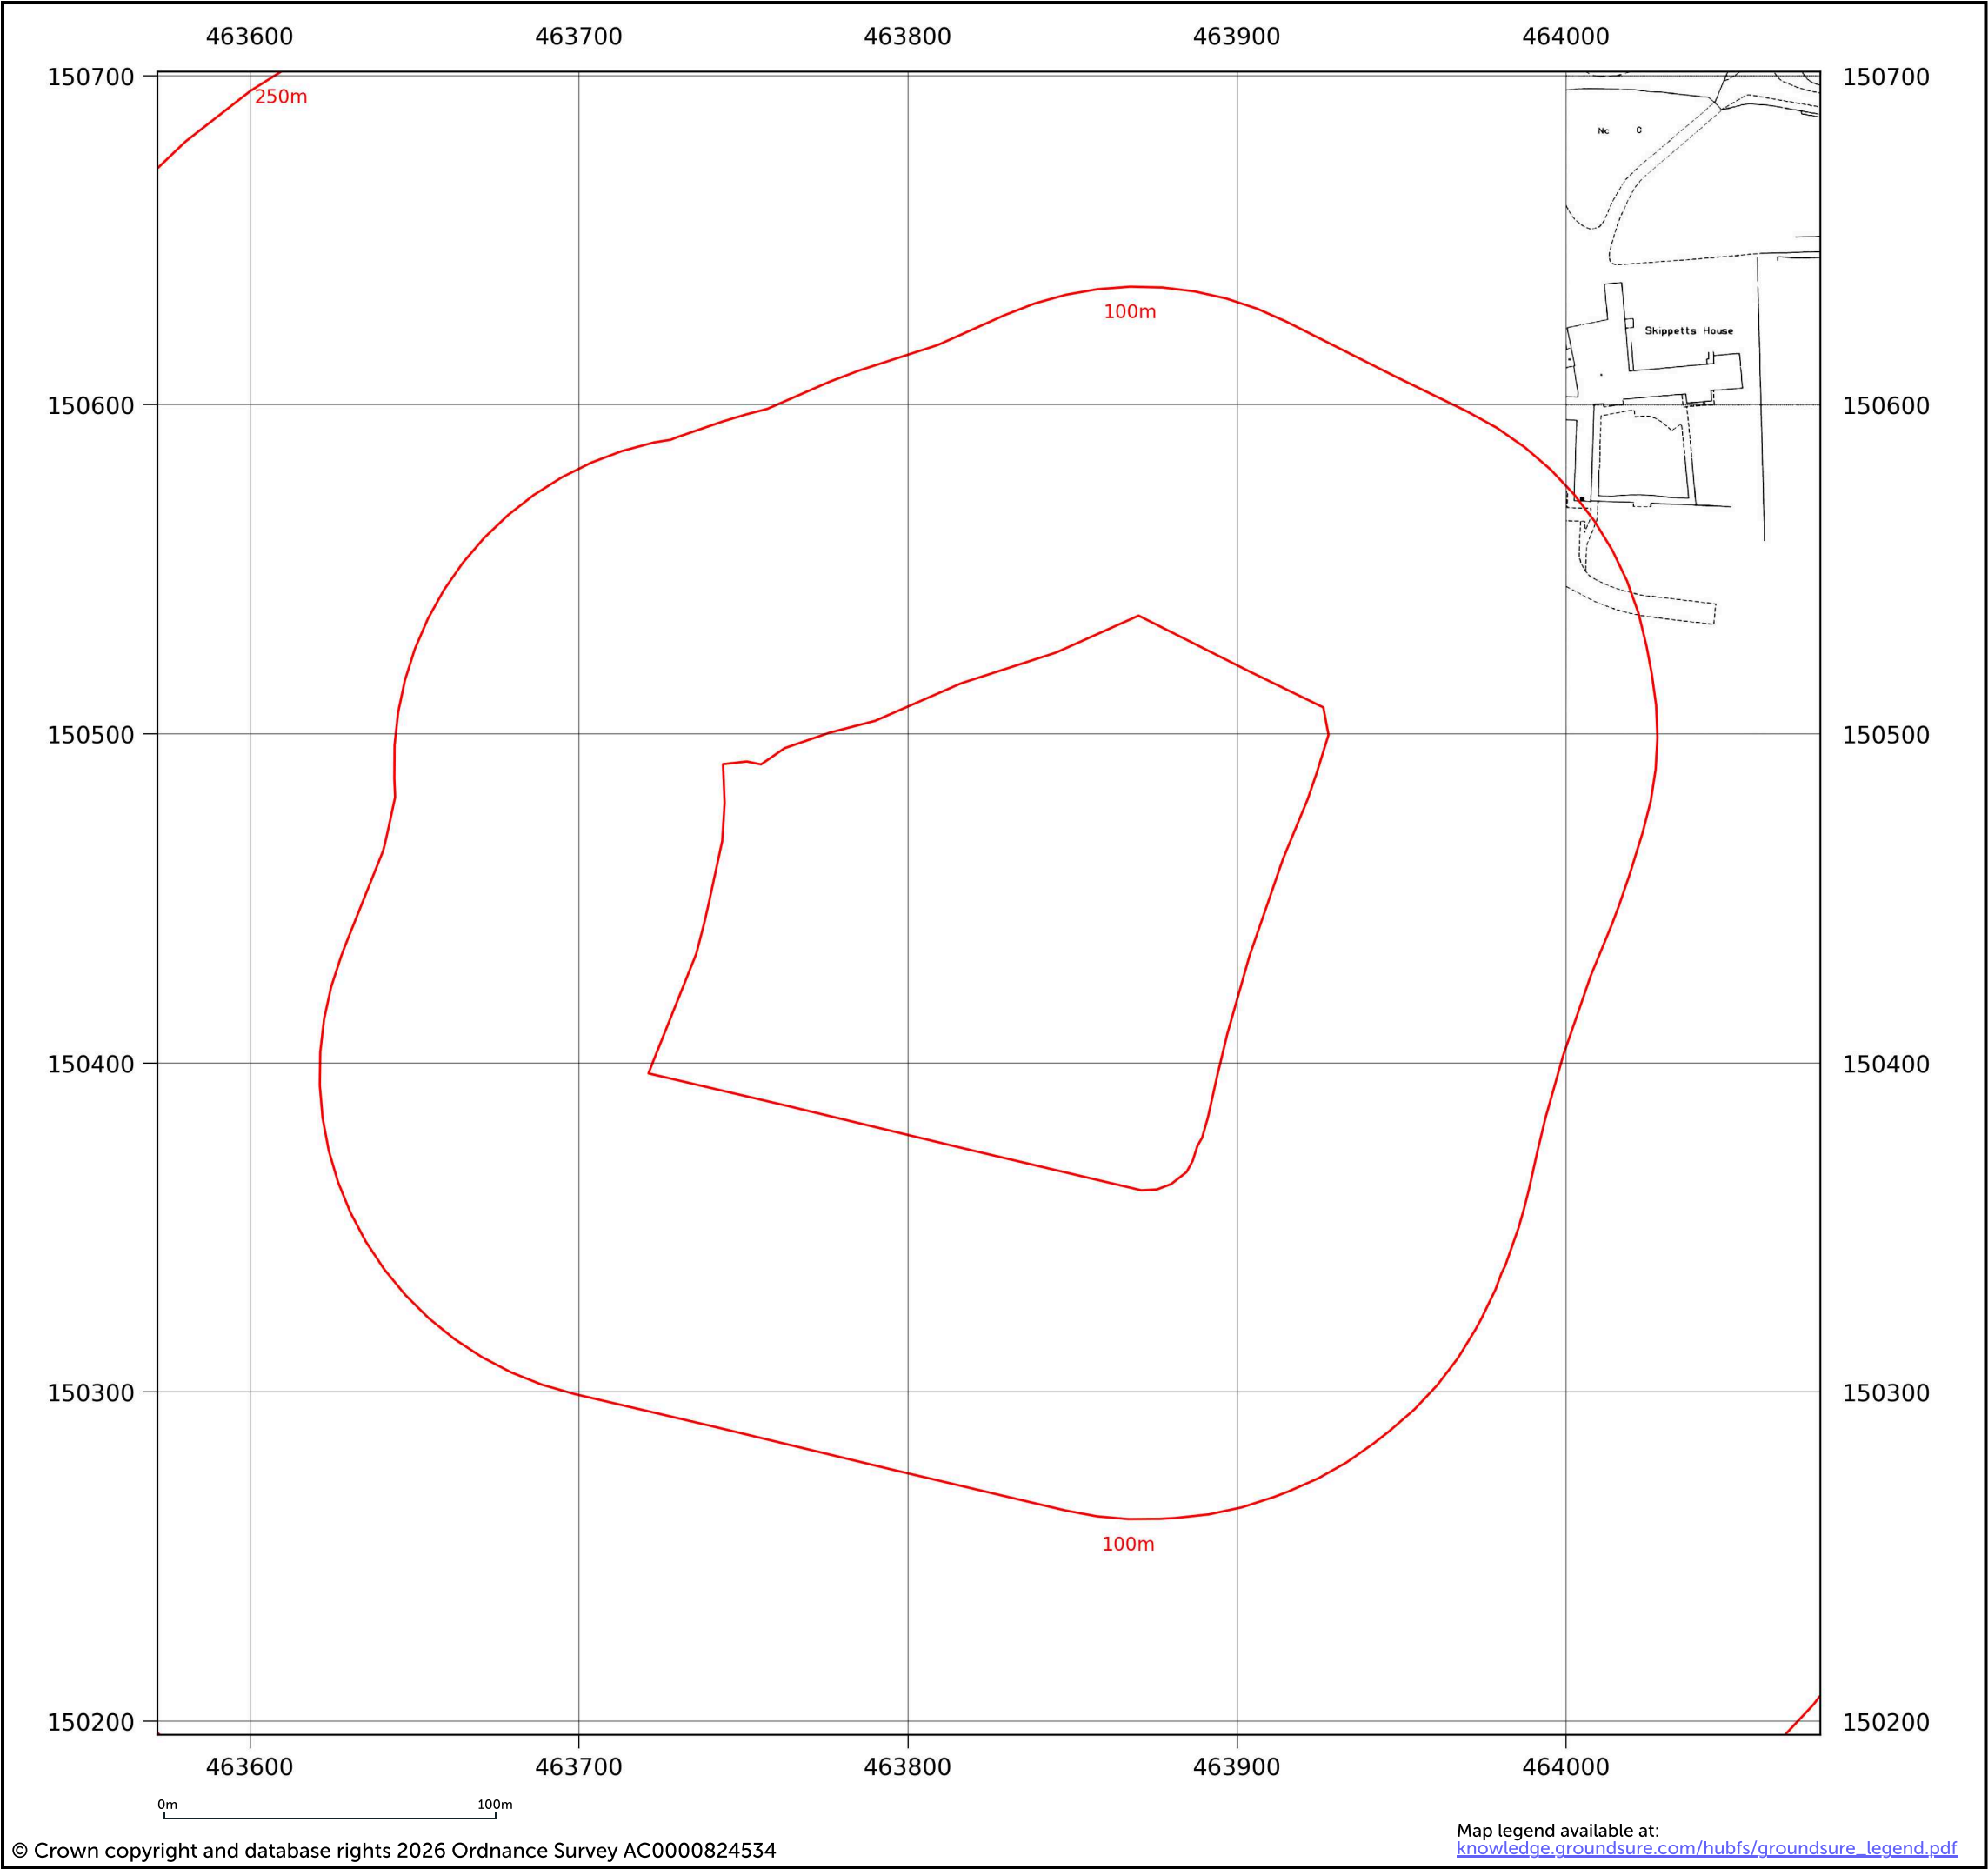 463600 463700 463800 463900 464000
150700 150700
250m
Nc C
100m
Skippetts House
150600 150600
150500 150500
150400 150400
150300 150300
100m
150200 150200
463600 463700 463800 463900 464000
0m 100m
Map legend available at:
© Crown copyright and database rights 2026 Ordnance Survey AC0000824534
knowledge.groundsure.com/hubfs/groundsure_legend.pdf